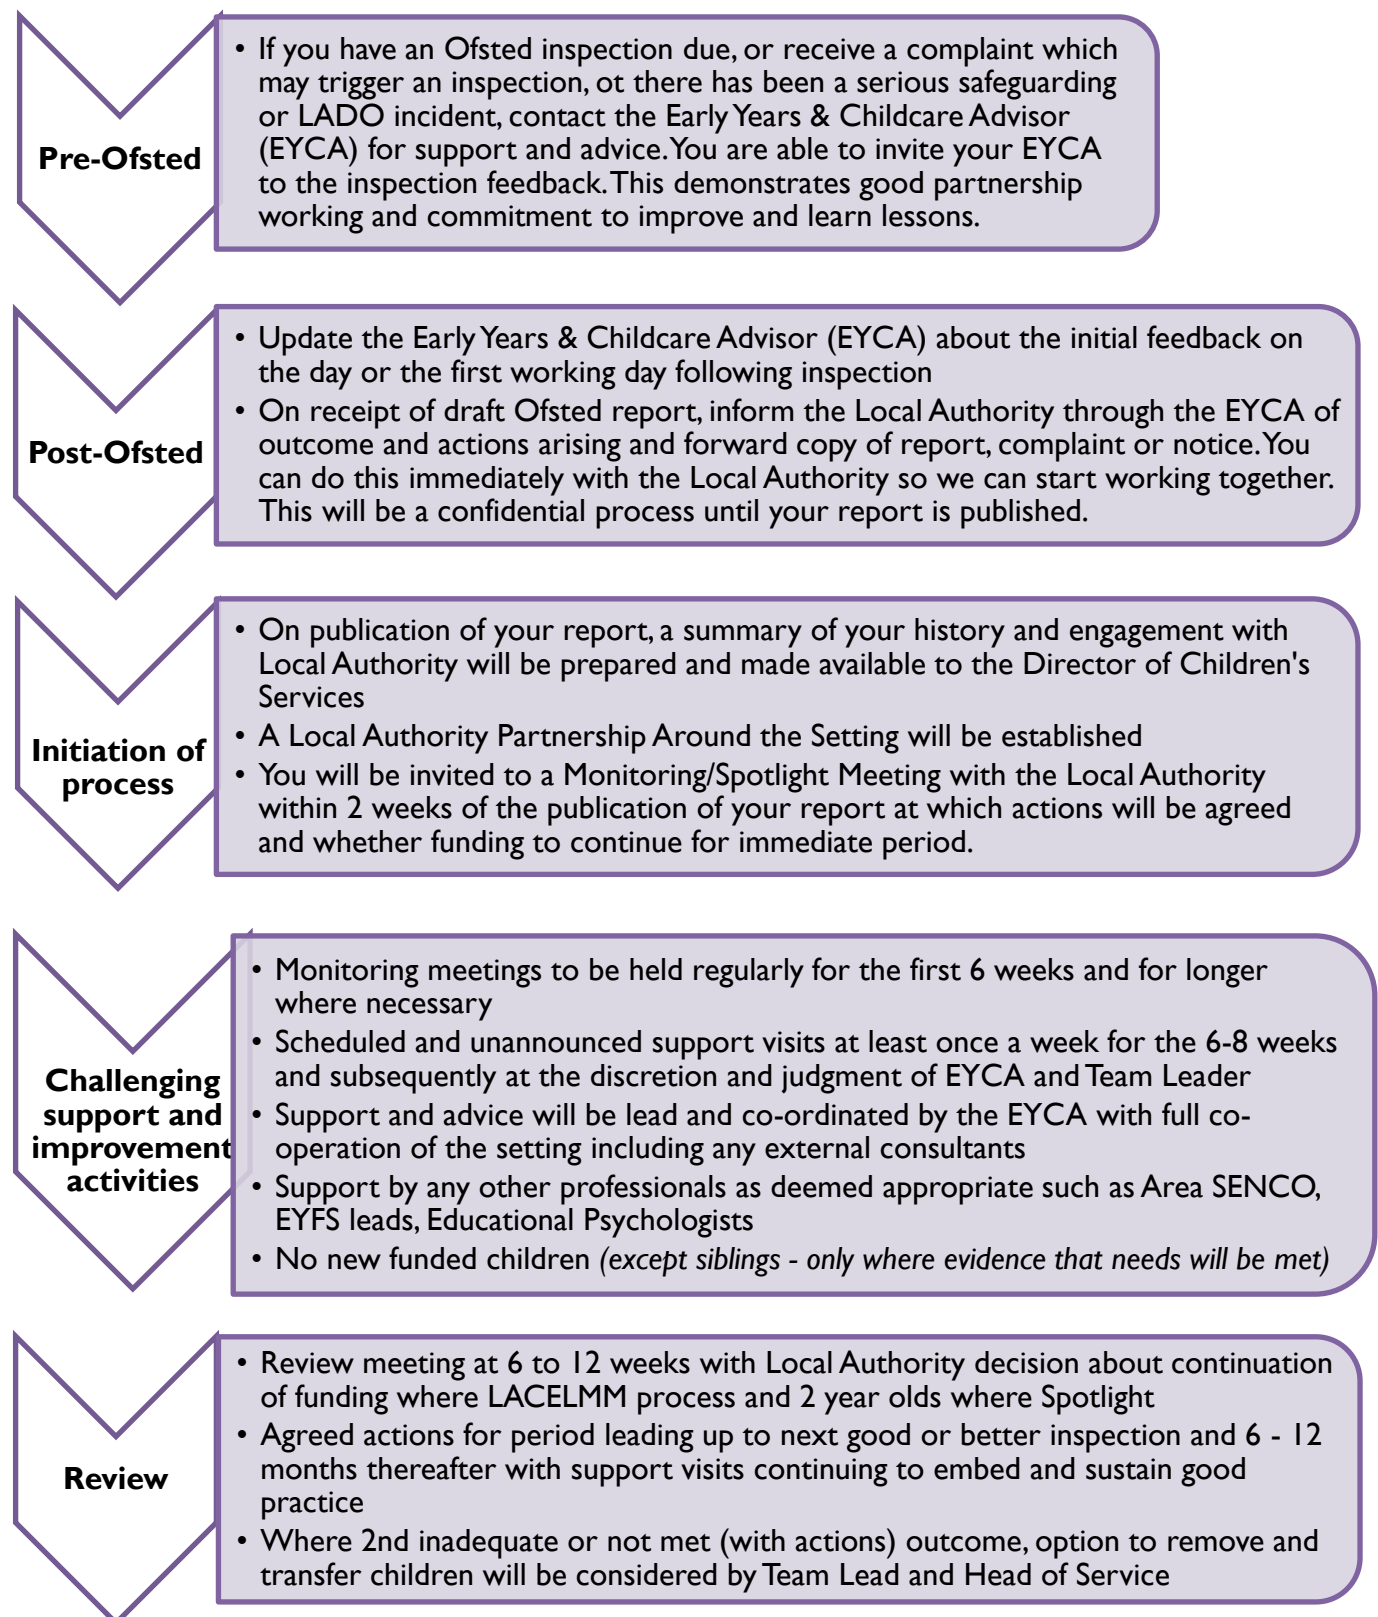 Pre-Ofsted
• If you have an Ofsted inspection due, or receive a complaint which
may trigger an inspection, ot there has been a serious safeguarding
or LADO incident, contact the Early Years & Childcare Advisor
(EYCA) for support and advice. You are able to invite your EYCA
to the inspection feedback. This demonstrates good partnership
working and commitment to improve and learn lessons.
Post-Ofsted
• Update the Early Years & Childcare Advisor (EYCA) about the initial feedback on
the day or the first working day following inspection
• On receipt of draft Ofsted report, inform the Local Authority through the EYCA of
outcome and actions arising and forward copy of report, complaint or notice. You
can do this immediately with the Local Authority so we can start working together.
This will be a confidential process until your report is published.
Initiation of
process
• On publication of your report, a summary of your history and engagement with
Local Authority will be prepared and made available to the Director of Children's
Services
• A Local Authority Partnership Around the Setting will be established
• You will be invited to a Monitoring/Spotlight Meeting with the Local Authority
within 2 weeks of the publication of your report at which actions will be agreed
and whether funding to continue for immediate period.
Challenging
support and
improvement
activities
• Monitoring meetings to be held regularly for the first 6 weeks and for longer
where necessary
• Scheduled and unannounced support visits at least once a week for the 6-8 weeks
and subsequently at the discretion and judgment of EYCA and Team Leader
• Support and advice will be lead and co-ordinated by the EYCA with full co-
operation of the setting including any external consultants
• Support by any other professionals as deemed appropriate such as Area SENCO,
EYFS leads, Educational Psychologists
• No new funded children (except siblings - only where evidence that needs will be met)
Review
• Review meeting at 6 to 12 weeks with Local Authority decision about continuation
of funding where LACELMM process and 2 year olds where Spotlight
• Agreed actions for period leading up to next good or better inspection and 6 - 12
months thereafter with support visits continuing to embed and sustain good
practice
• Where 2nd inadequate or not met (with actions) outcome, option to remove and
transfer children will be considered by Team Lead and Head of Service